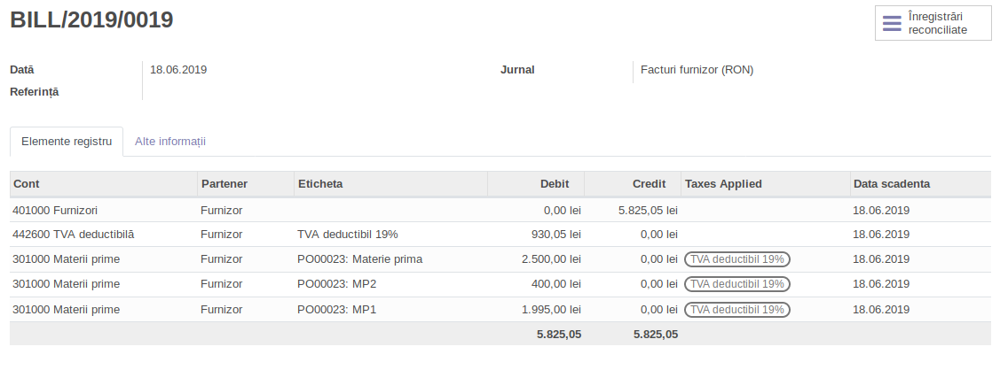 BILL/2019/0019
Înregistrări
reconciliate
Dată 18.06.2019 Jurnal Facturi furnizor (RON)
Referință
Elemente registru Alte informații
Cont Partener Eticheta Debit Credit Taxes Applied Data scadenta
401000 Furnizori Furnizor 0,00 lei 5.825,05 lei 18.06.2019
442600 TVA deductibilă Furnizor TVA deductibil 19% 930,05 lei 0,00 lei 18.06.2019
301000 Materii prime Furnizor PO00023: Materie prima 2.500,00 lei 0,00 lei TVA deductibil 19% 18.06.2019
301000 Materii prime Furnizor PO00023: MP2 400,00 lei 0,00 lei TVA deductibil 19% 18.06.2019
301000 Materii prime Furnizor PO00023: MP1 1.995,00 lei 0,00 lei TVA deductibil 19% 18.06.2019
5.825,05 5.825,05